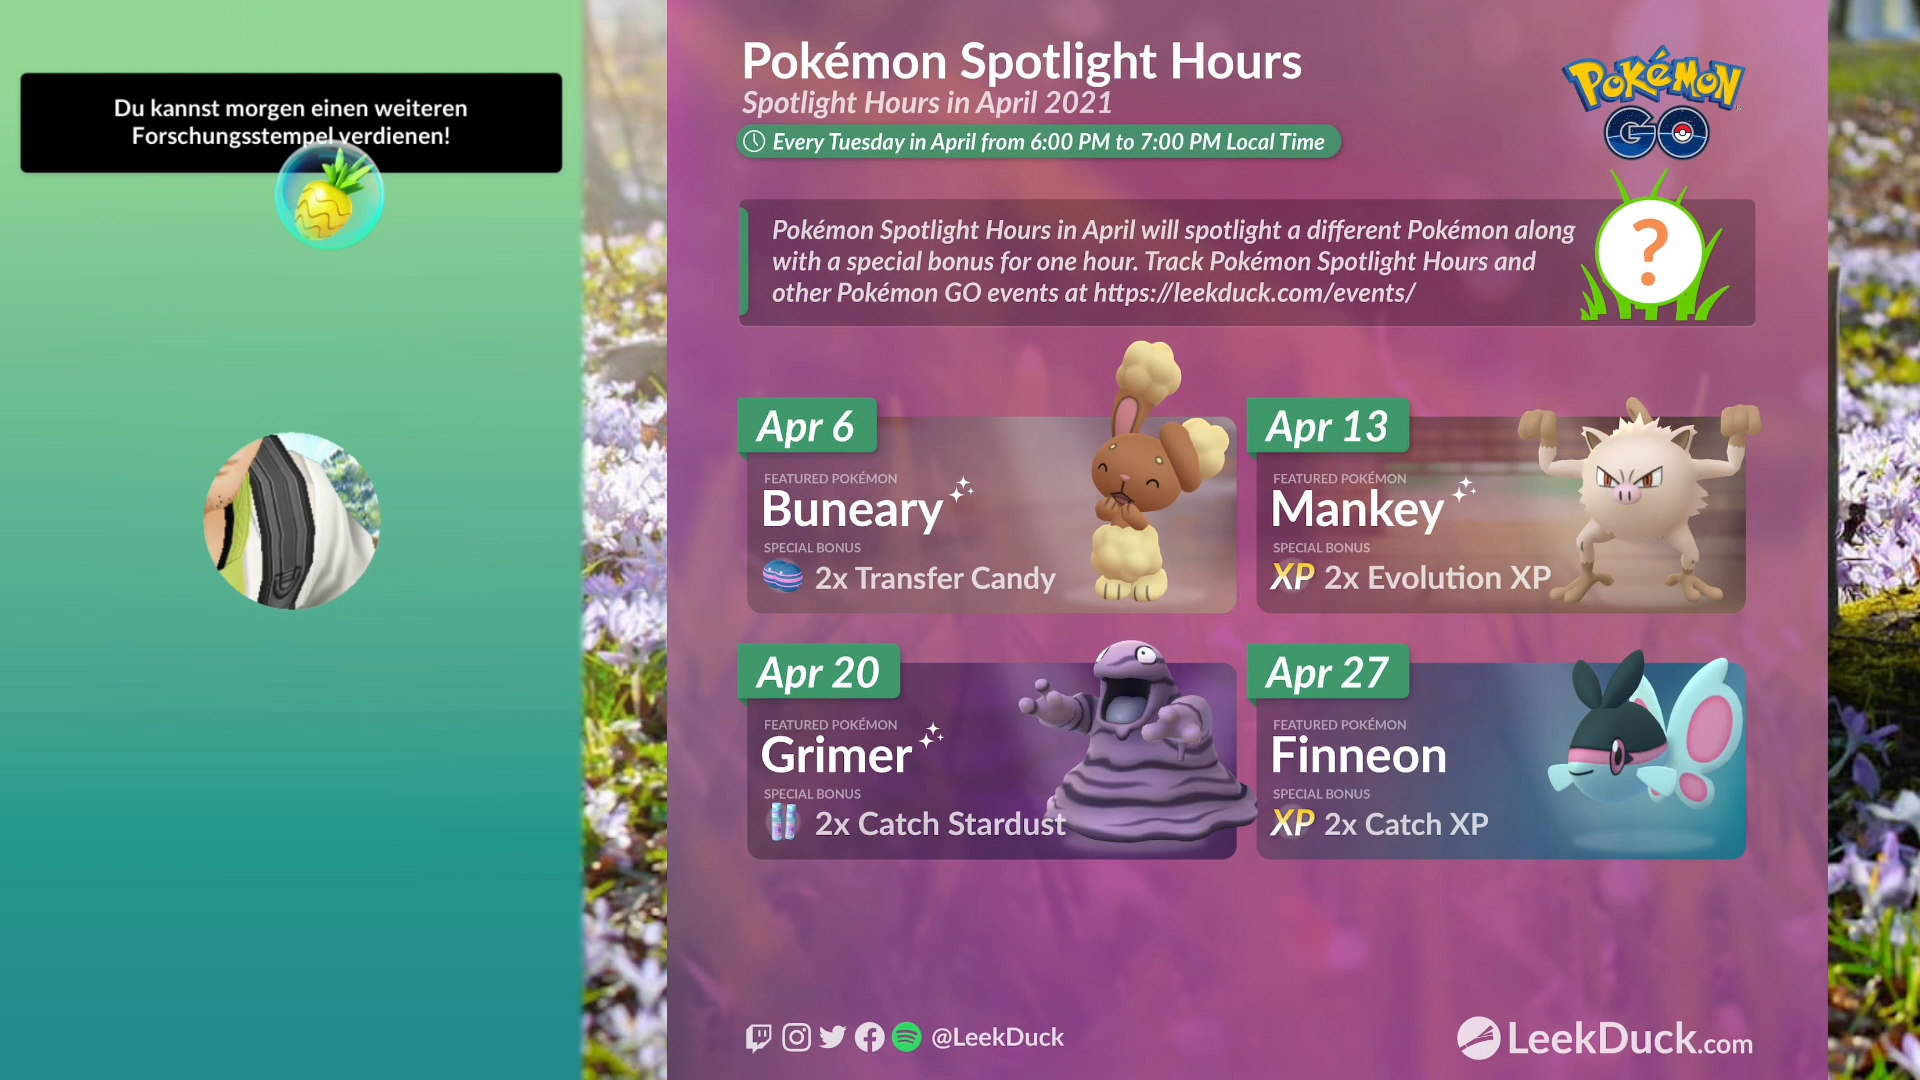 Du kannst morgen einen weiteren
Forschungsstempel verdienen!
Pokémon Spotlight Hours
Spotlight Hours in April 2021
Every Tuesday in April from 6:00 PM to 7:00 PM Local Time
POKÉMON
GO
Pokémon Spotlight Hours in April will spotlight a different Pokémon along
with a special bonus for one hour. Track Pokémon Spotlight Hours and
other Pokémon GO events at https://leekduck.com/events/
?
Apr 6
FEATURED POKÉMON
Buneary
SPECIAL BONUS
2x Transfer Candy
Apr 13
FEATURED POKÉMON
Mankey
SPECIAL BONUS
XP 2x Evolution XP
Apr 20
FEATURED POKÉMON
Grimer
SPECIAL BONUS
2x Catch Stardust
Apr 27
FEATURED POKÉMON
Finneon
SPECIAL BONUS
XP 2x Catch XP
@LeekDuck
LeekDuck.com